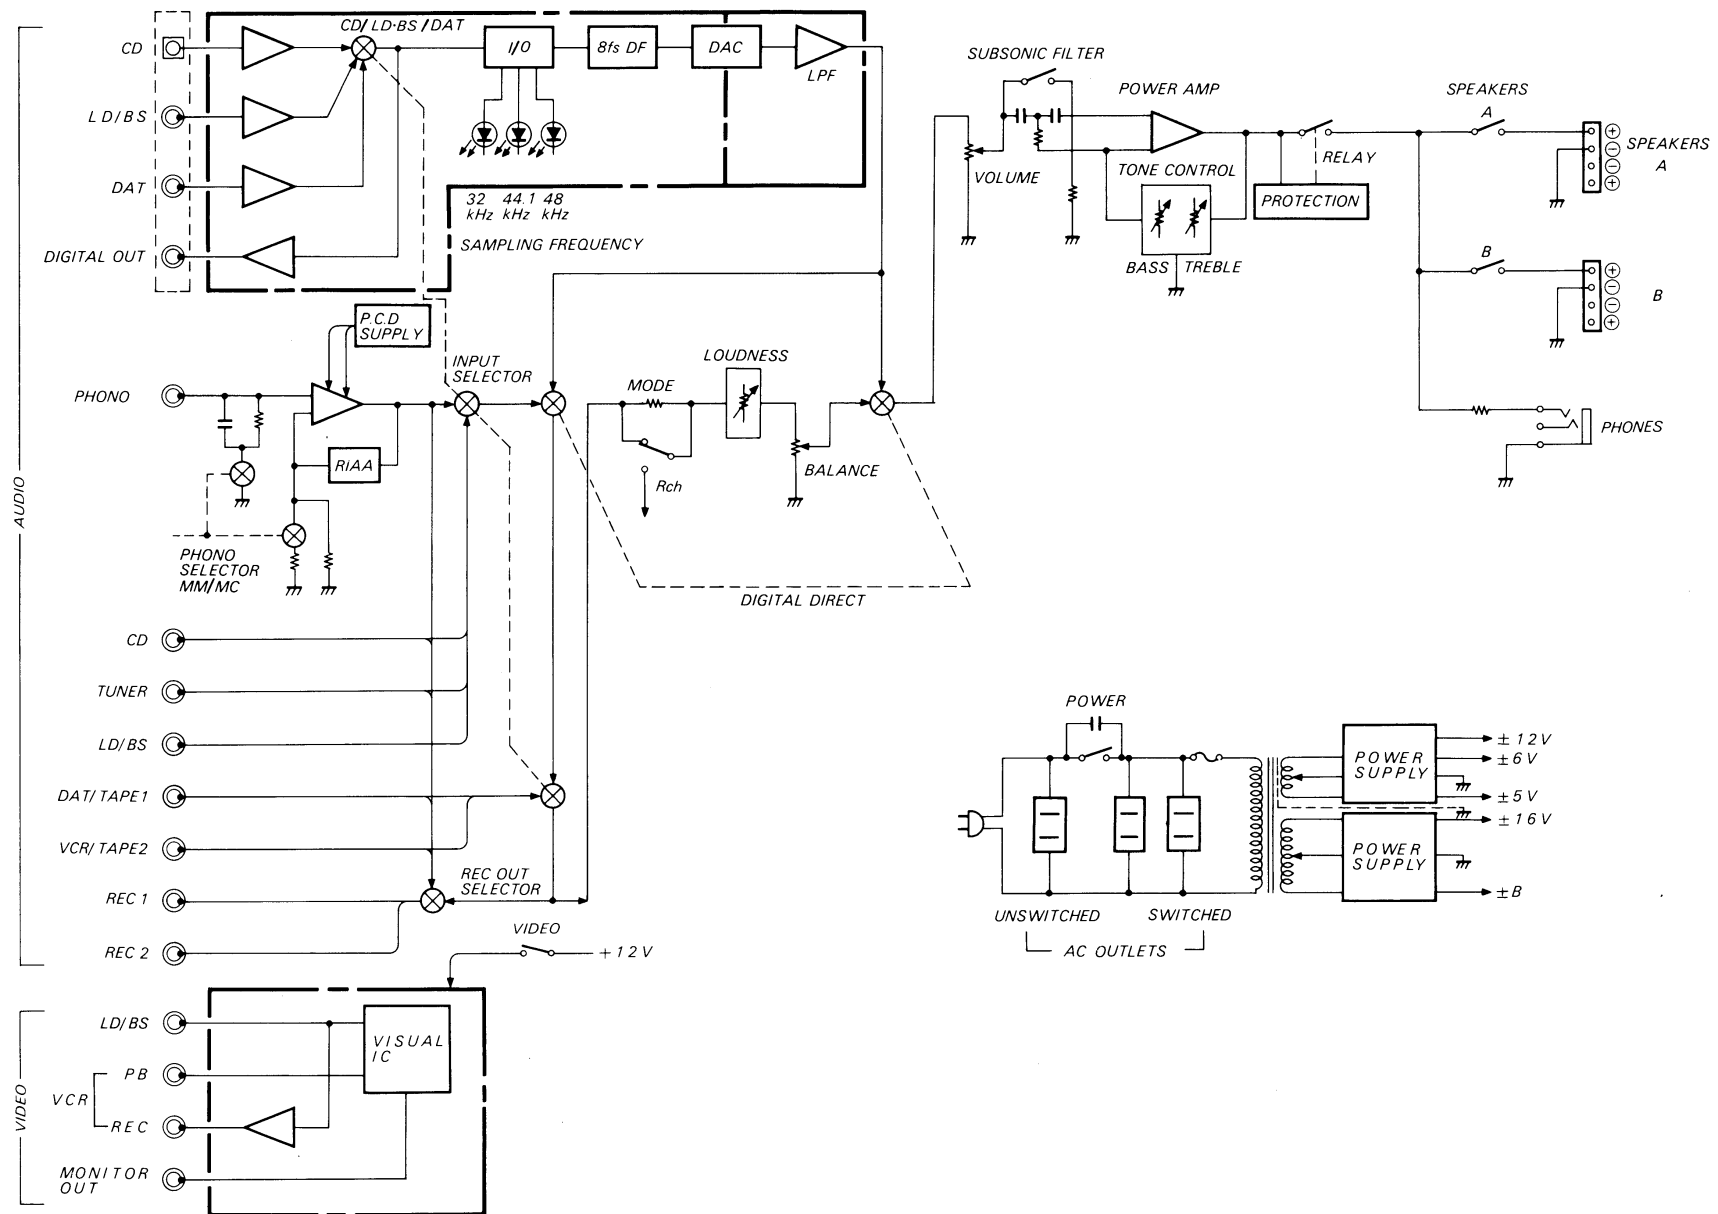 CD/LD·BS/DAT
CD
I/O
8fs DF
DAC
LPF
LD/BS
DAT
DIGITAL OUT
32 kHz
44.1 kHz
48 kHz
SAMPLING FREQUENCY
SUBSONIC FILTER
POWER AMP
VOLUME
TONE CONTROL
BASS TREBLE
RELAY
PROTECTION
SPEAKERS
A
⊕
⊖
⊖
⊕
SPEAKERS
A
B
⊕
⊖
⊖
⊕
B
PHONES
AUDIO
P.C.D
SUPPLY
PHONO
INPUT
SELECTOR
MODE
LOUDNESS
RiAA
Rch
BALANCE
PHONO
SELECTOR
MM/MC
DIGITAL DIRECT
CD
TUNER
LD/BS
DAT/TAPE1
VCR/TAPE2
REC 1
REC 2
REC OUT
SELECTOR
VIDEO
+12V
POWER
UNSWITCHED
SWITCHED
AC OUTLETS
POWER
SUPPLY
±12V
±6V
±5V
POWER
SUPPLY
±16V
±B
VIDEO
LD/BS
VISUAL
IC
VCR
PB
REC
MONITOR
OUT